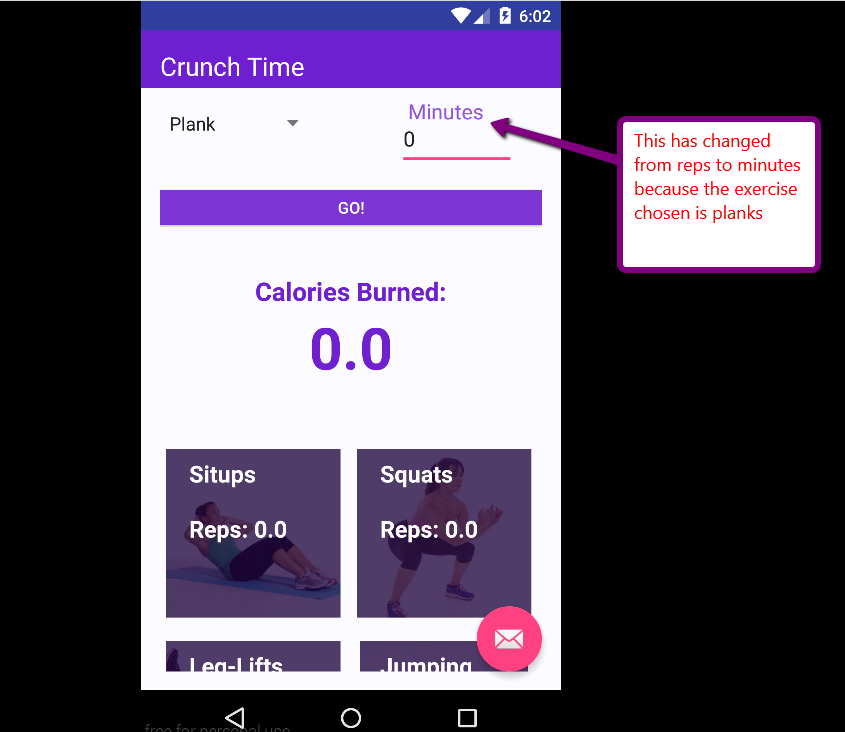 6:02
Crunch Time
Plank
Minutes
0
This has changed
from reps to minutes
because the exercise
chosen is planks
GO!
Calories Burned:
0.0
Situps
Squats
Reps: 0.0
Reps: 0.0
Leg-Lifts
Jumping
free for personal use